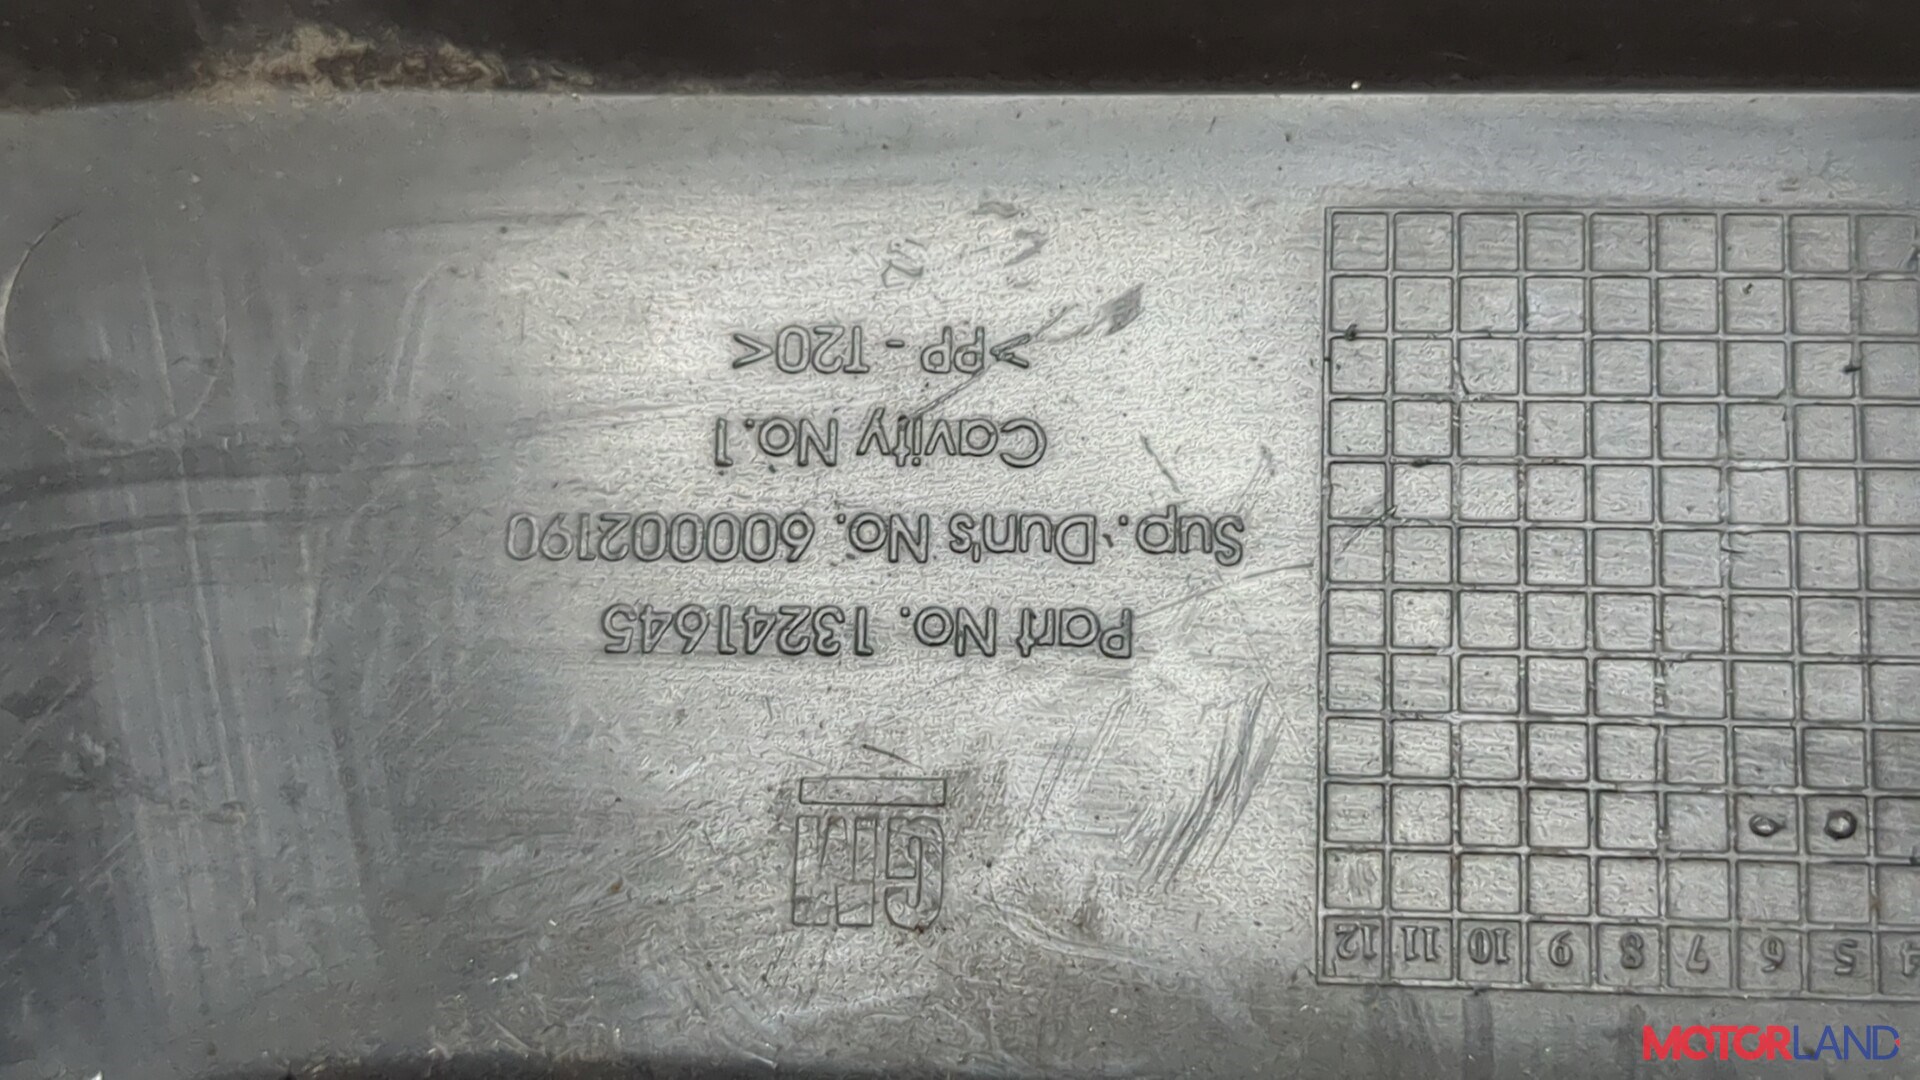 4 5 6 7 8 9 10 11 12
GM
Part No. 13241645
Sup. Dun's No. 600002190
Cavity No.1
>PP - T20<
MOTORLAND